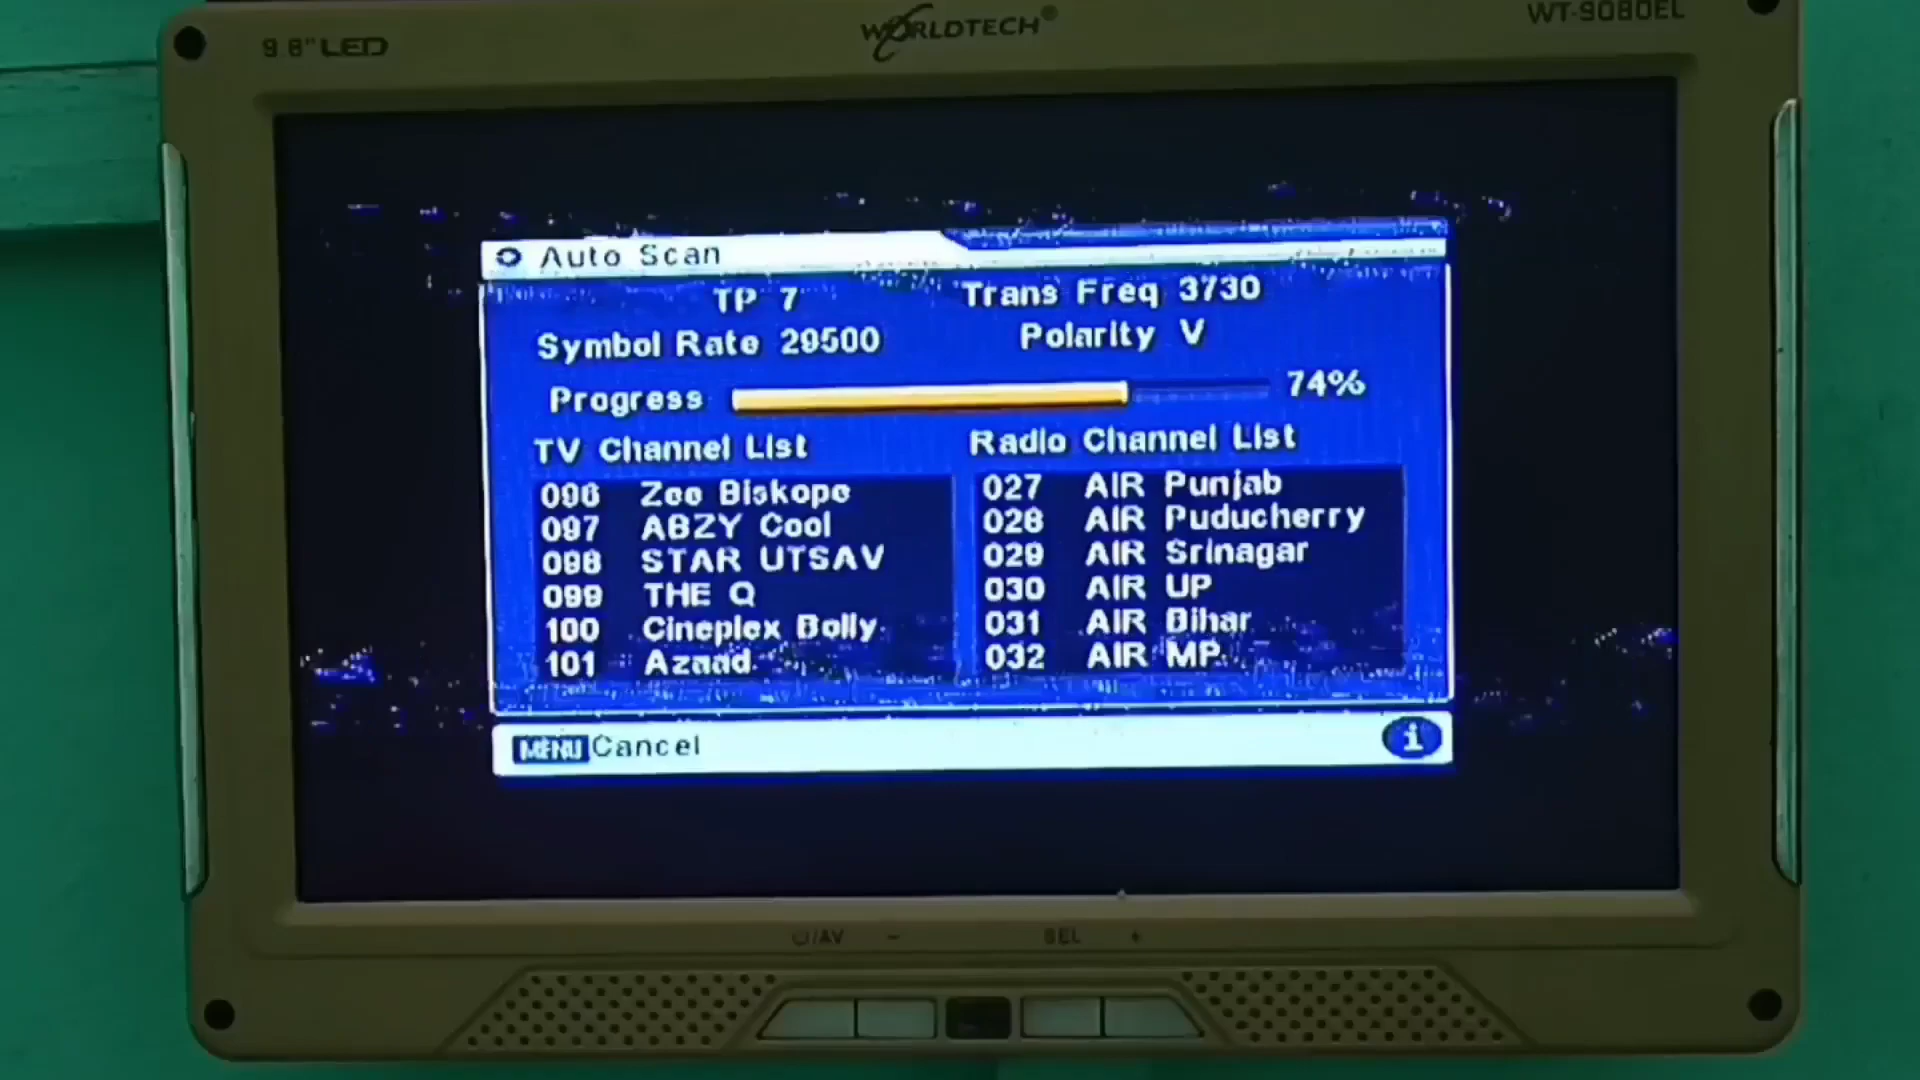 9.8" LED
WORLDTECH®
WT-9080EL
Auto Scan
TP 7 Trans Freq 3730
Symbol Rate 29500 Polarity V
Progress 74%
TV Channel List Radio Channel List
096 Zee Biskope 027 AIR Punjab
097 ABZY Cool 028 AIR Puducherry
098 STAR UTSAV 029 AIR Srinagar
099 THE Q 030 AIR UP
100 Cineplex Bolly 031 AIR Bihar
101 Azaad 032 AIR MP
MENU Cancel i
⏻/AV - SEL +